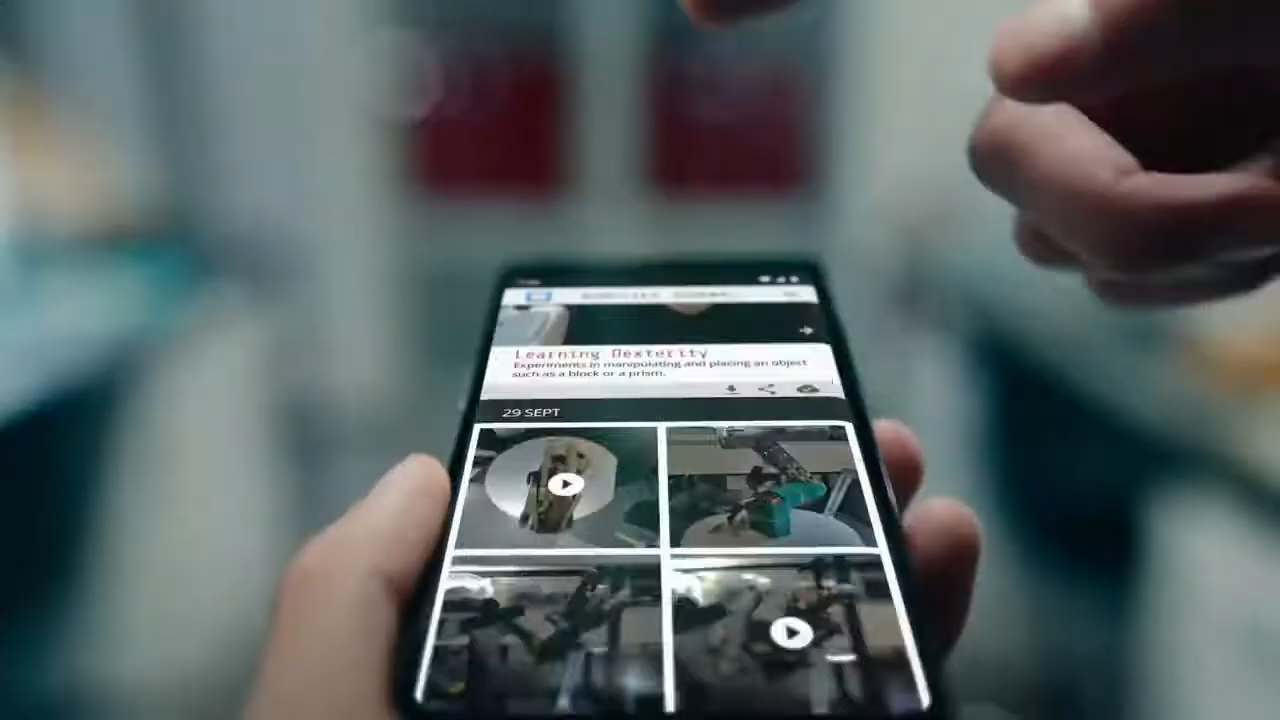 Learning Dexterity
Experiments in manipulating and placing an object
such as a block or a prism.
29 SEPT